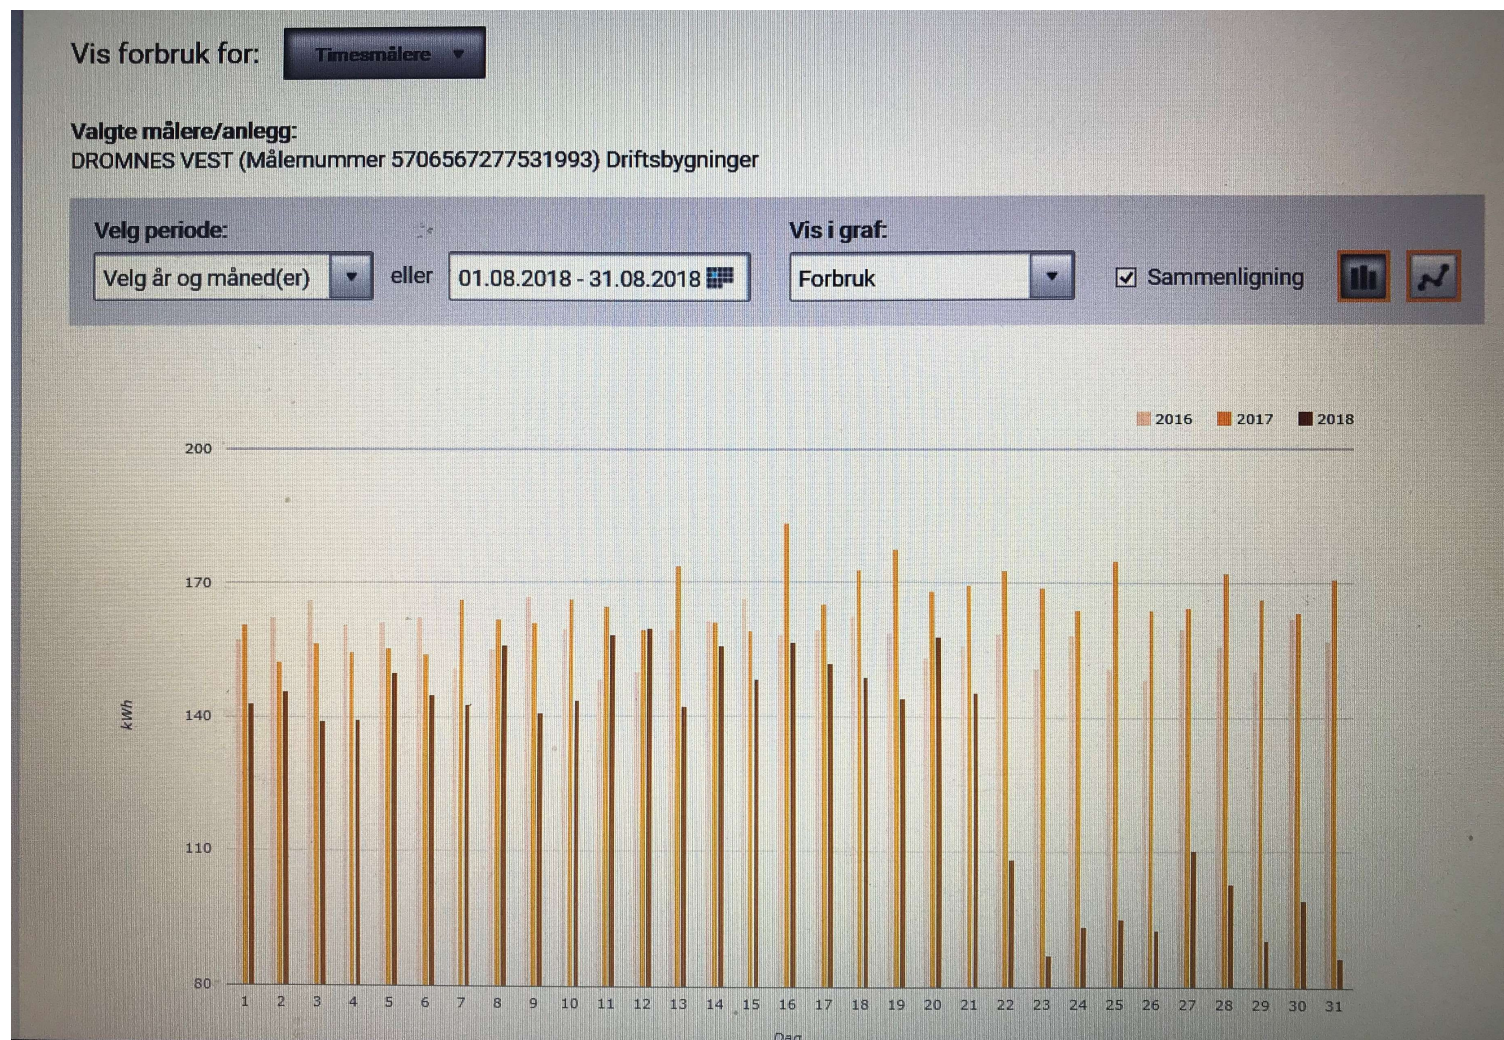 Vis forbruk for: Timesmålere
Valgte målere/anlegg:
DROMNES VEST (Målernummer 5706567277531993) Driftsbygninger
Velg periode:
Vis i graf:
Velg år og måned(er) eller 01.08.2018 - 31.08.2018 Forbruk Sammenligning
2016 2017 2018
200
170
kWh
140
110
80
1 2 3 4 5 6 7 8 9 10 11 12 13 14 15 16 17 18 19 20 21 22 23 24 25 26 27 28 29 30 31
Dag